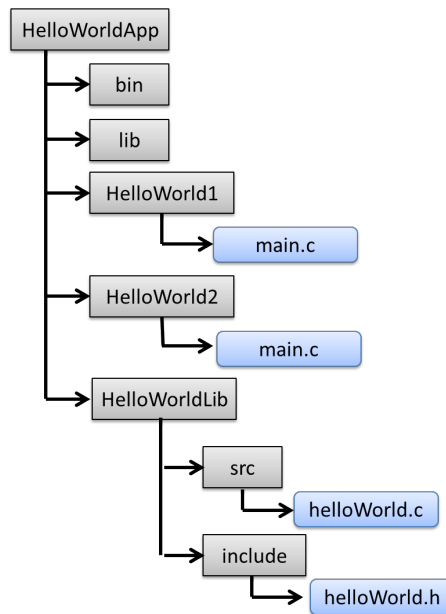 HelloWorldApp
bin
lib
HelloWorld1
main.c
HelloWorld2
main.c
HelloWorldLib
src
helloWorld.c
include
helloWorld.h